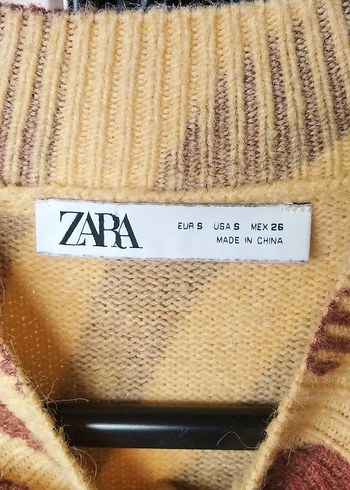 ZARA
EUR S USA S MEX 26
MADE IN CHINA